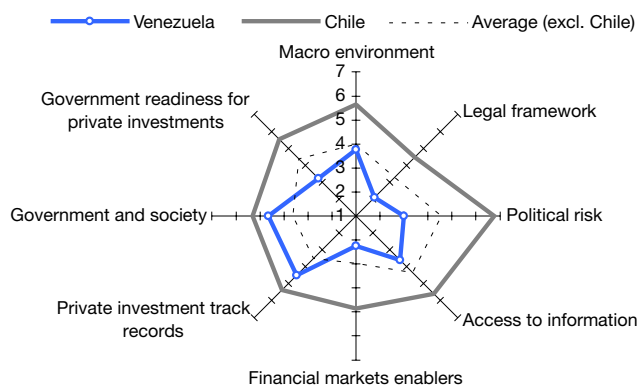 Venezuela Chile Average (excl. Chile)
Macro environment
7
6
5
4
3
2
1
Government readiness for
private investments
Legal framework
Government and society
Political risk
Private investment track
records
Access to information
Financial markets enablers